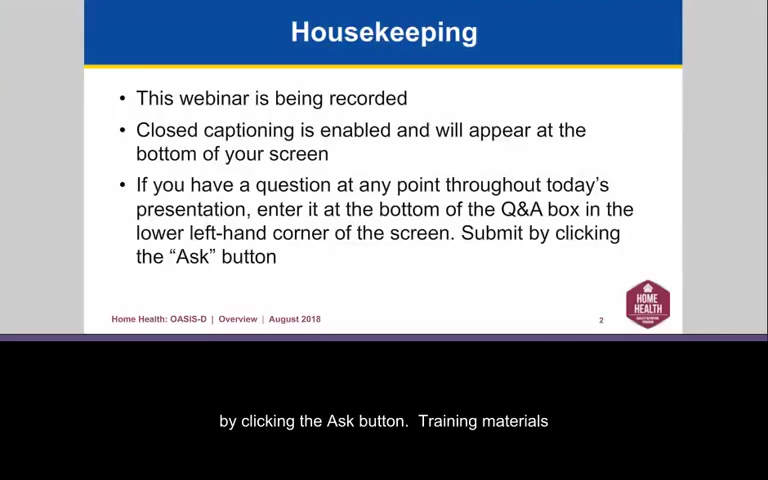 Housekeeping
• This webinar is being recorded
• Closed captioning is enabled and will appear at the
bottom of your screen
• If you have a question at any point throughout today’s
presentation, enter it at the bottom of the Q&A box in the
lower left-hand corner of the screen. Submit by clicking
the “Ask” button
Home Health: OASIS-D | Overview | August 2018
2
HOME
HEALTH
by clicking the Ask button.  Training materials